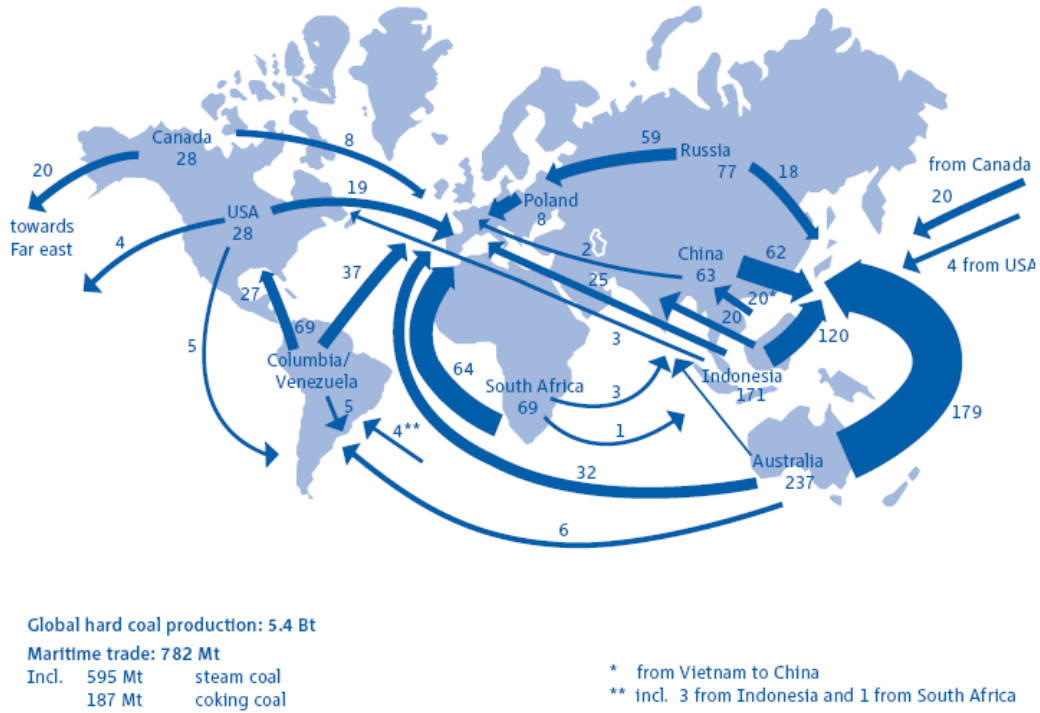 Canada
28
8
20
towards
Far east
USA
28
19
4
59
Russia
77
18
from Canada
20
4 from USA
Poland
8
2
China
63
62
25
20*
20
27
37
69
Columbia/
Venezuela
5
5
4**
64
South Africa
69
3
3
1
Indonesia
171
120
179
Australia
237
32
6
Global hard coal production: 5.4 Bt
Maritime trade: 782 Mt
Incl. 595 Mt steam coal
187 Mt coking coal
* from Vietnam to China
** incl. 3 from Indonesia and 1 from South Africa